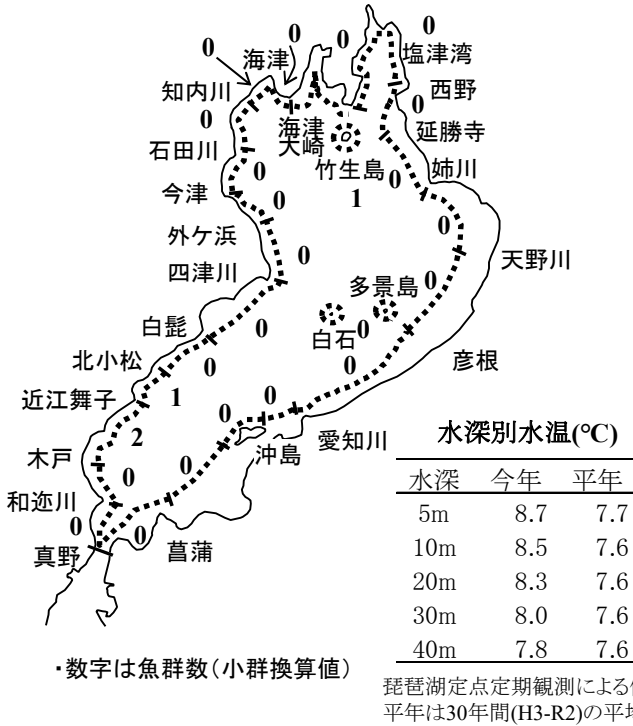 0
0
海津
0
塩津湾
0
知内川
西野
0
0
海津
大崎
延勝寺
石田川
竹生島
姉川
0
0
今津
0
1
外ケ浜
0
天野川
四津川
0
0
多景島
白髭
0
白石
0
北小松
0
0
彦根
近江舞子
1
0
0
愛知川
2
沖島
木戸
0
0
和迩川
0
0
真野
菖蒲
水深別水温(℃)
水深 今年 平年
5m 8.7 7.7
10m 8.5 7.6
20m 8.3 7.6
30m 8.0 7.6
40m 7.8 7.6
・数字は魚群数(小群換算値)
琵琶湖定点定期観測による
平年は30年間(H3-R2)の平